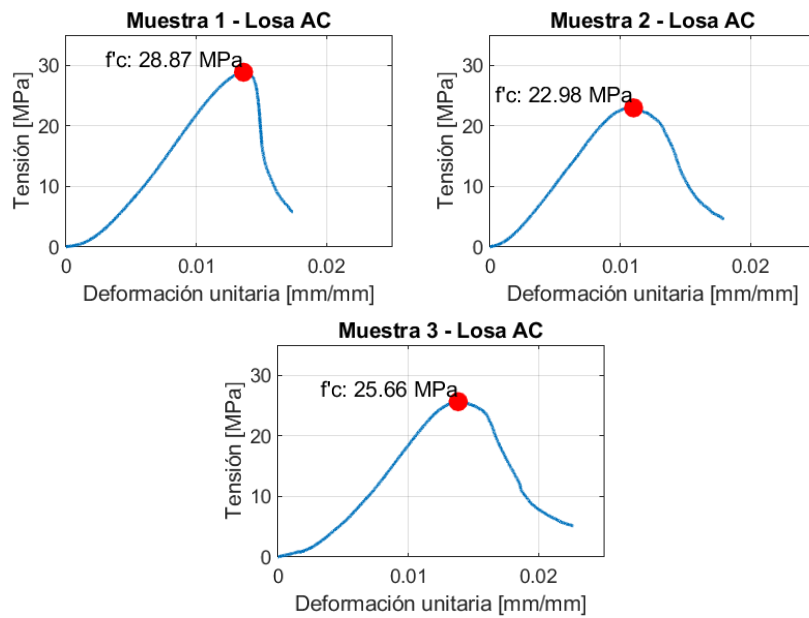 Muestra 1 - Losa AC
f'c: 28.87 MPa
Tensión [MPa]
30
20
10
0
0 0.01 0.02
Deformación unitaria [mm/mm]
Muestra 2 - Losa AC
f'c: 22.98 MPa
Tensión [MPa]
30
20
10
0
0 0.01 0.02
Deformación unitaria [mm/mm]
Muestra 3 - Losa AC
f'c: 25.66 MPa
Tensión [MPa]
30
20
10
0
0 0.01 0.02
Deformación unitaria [mm/mm]